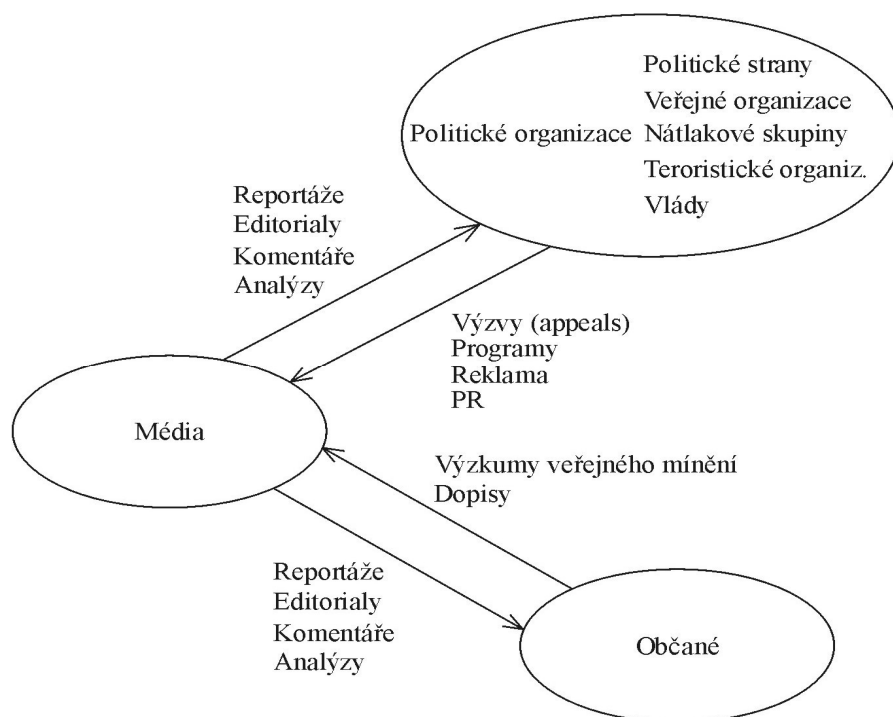 Politické strany
Veřejné organizace
Politické organizace Nátlakové skupiny
Teroristické organiz.
Vlády
Reportáže
Editorialy
Komentáře
Analýzy
Výzvy (appeals)
Programy
Reklama
PR
Média
Výzkumy veřejného mínění
Dopisy
Reportáže
Editorialy
Komentáře
Analýzy
Občané